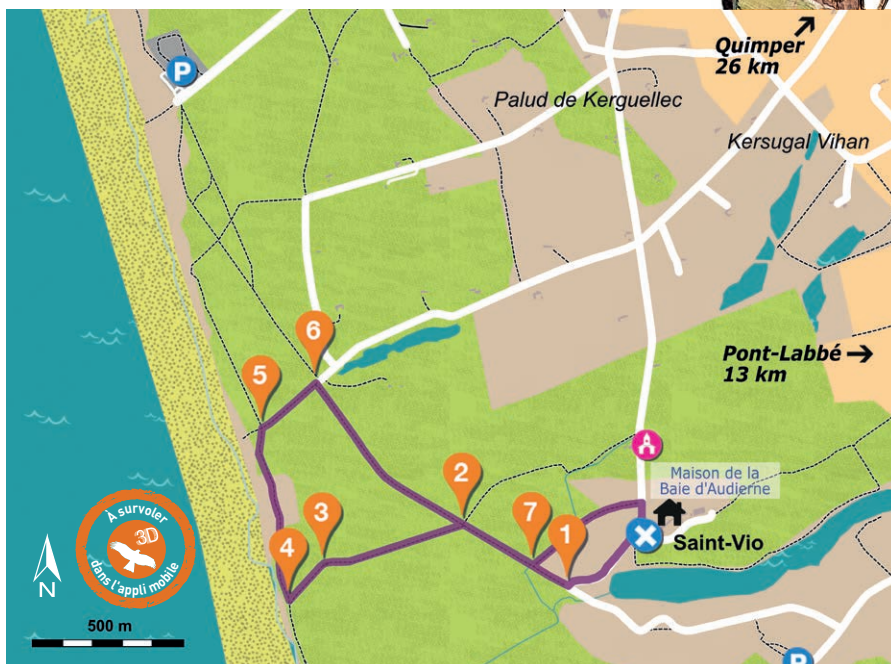 Quimper
26 km
P
Palud de Kerguellec
Kersugal Vihan
6
Pont-Labbé
13 km
5
2
Maison de la
Baie d'Audierne
À survoler
3D
dans l'appli mobile
3
7
1
4
Saint-Vio
N
500 m
P